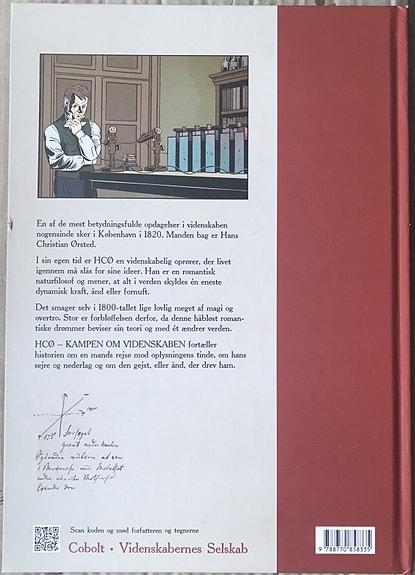 En af de mest betydningsfulde opdagelser i videnskaben
nogensinde sker i København i 1820. Manden bag er Hans
Christian Ørsted.
I sin egen tid er HCØ en videnskabelig oprører, der livet
igennem må slås for sine ideer. Han er en romantisk
naturfilosof og mener, at alt i verden skyldes én eneste
dynamisk kraft, ånd eller fornuft.
Det smager selv i 1800-tallet lige lovlig meget af magi og
overtro. Stor er forbløffelsen derfor, da denne håbløst roman-
tiske drømmer beviser sin teori og med ét ændrer verden.
HCØ – KAMPEN OM VIDENSKABEN fortæller
historien om en mands rejse mod oplysningens tinde, om hans
sejre og nederlag og om den gejst, eller ånd, der drev ham.
Scan koden og mød forfatteren og tegnerne
Cobolt • Videnskabernes Selskab
9 788770 858335